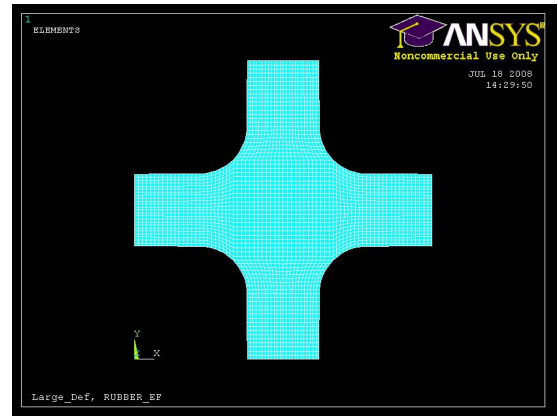 1
ELEMENTS
ANSYS
Noncommercial Use Only
JUL 18 2008
14:29:50
Y
X
Large_Def, RUBBER_EF